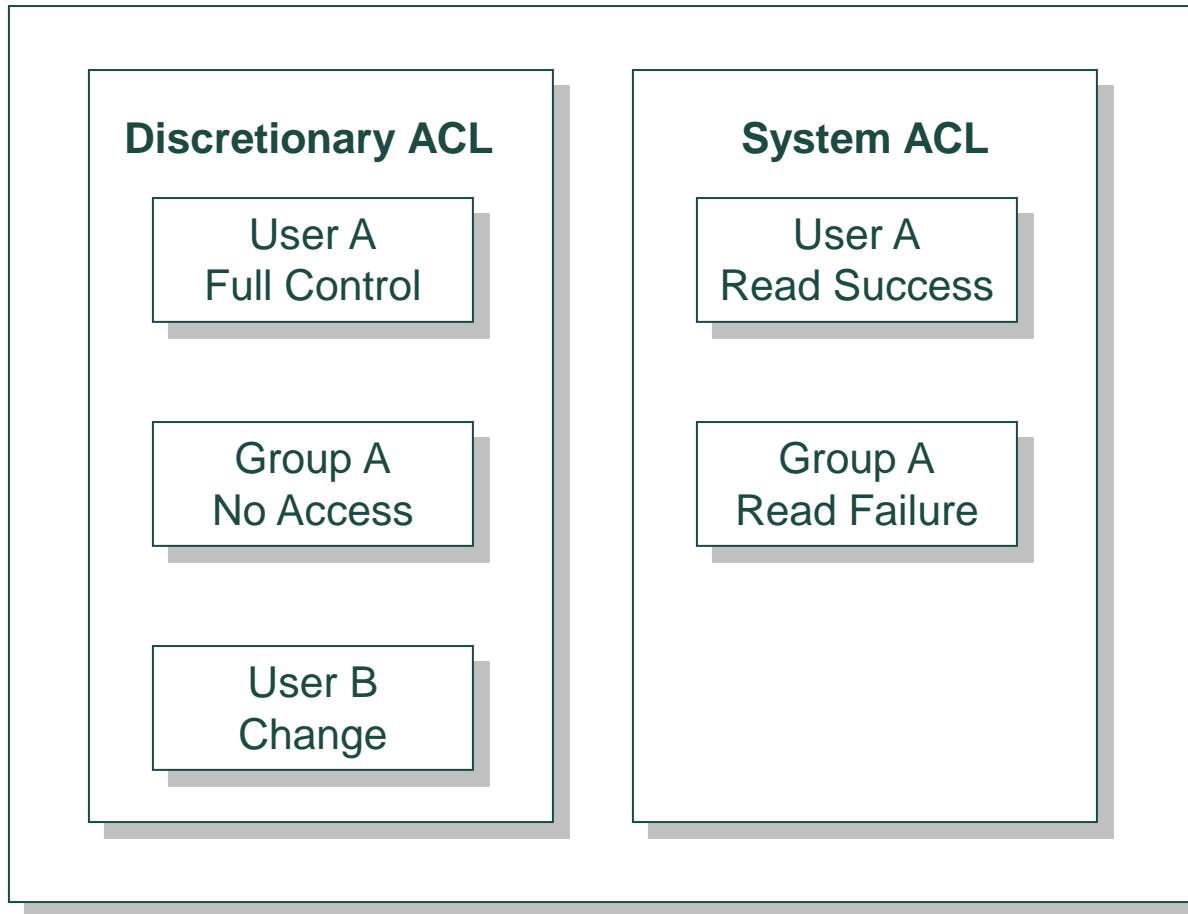 Discretionary ACL
User A
Full Control
Group A
No Access
User B
Change
System ACL
User A
Read Success
Group A
Read Failure